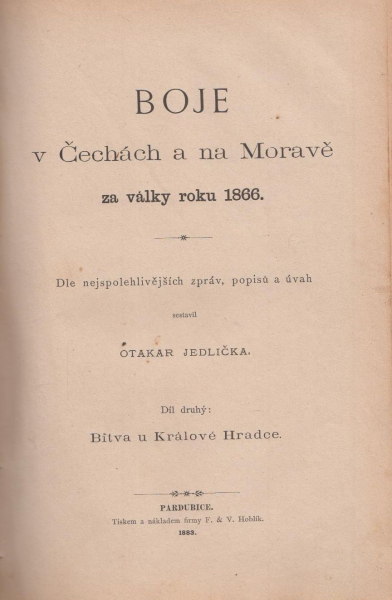 BOJE
v Čechách a na Moravě
za války roku 1866.
Dle nejspolehlivějších zpráv, popisů a úvah
sestavil
OTAKAR JEDLIČKA.
Díl druhý:
Bitva u Králové Hradce.
PARDUBICE.
Tiskem a nákladem firmy F. & V. Hoblík.
1883.